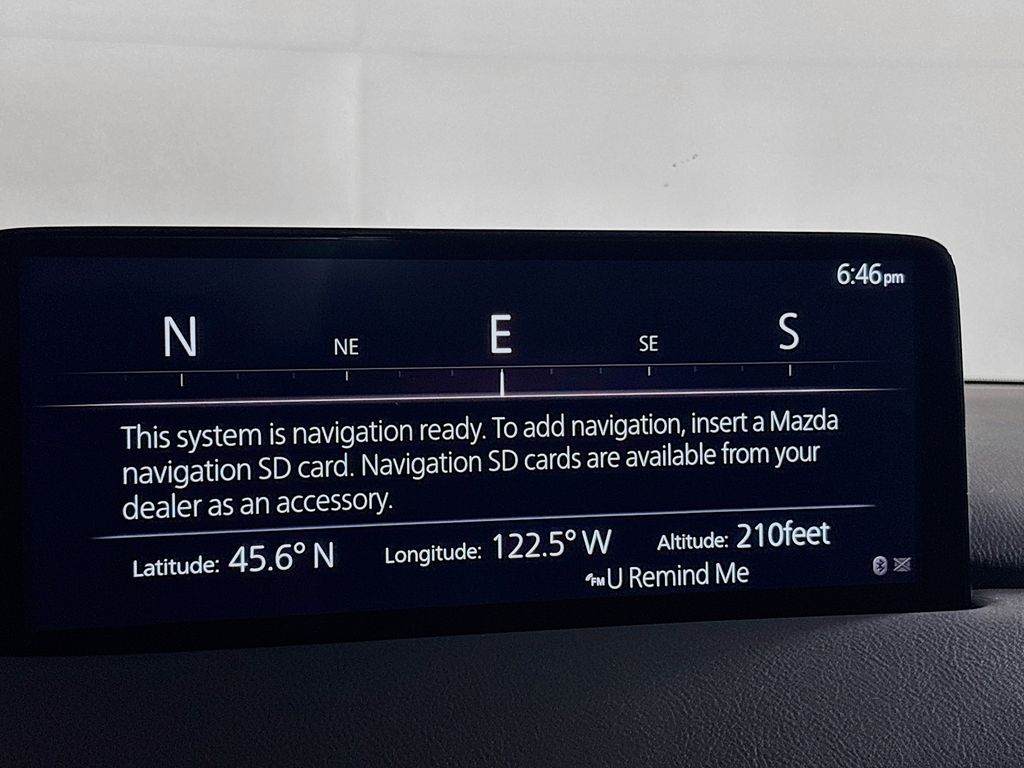 6:46pm
N NE E SE S
This system is navigation ready. To add navigation, insert a Mazda
navigation SD card. Navigation SD cards are available from your
dealer as an accessory.
Latitude: 45.6° N Longitude: 122.5° W Altitude: 210feet
FM U Remind Me